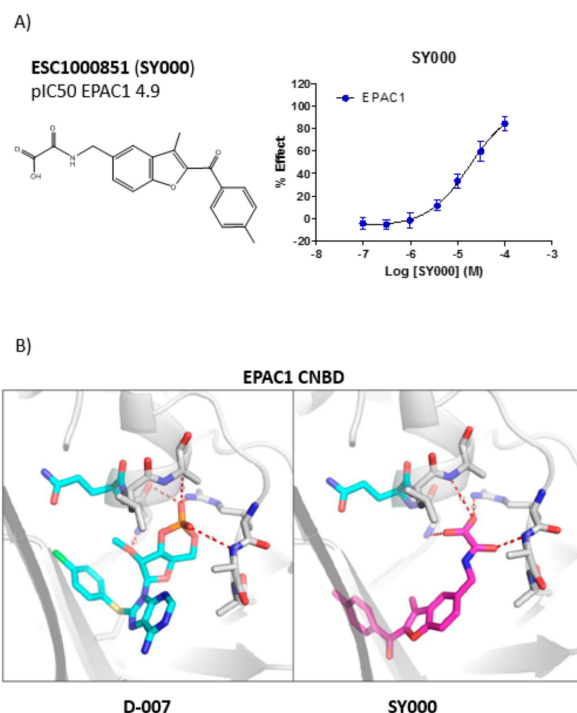 A)
ESC1000851 (SY000)
pIC50 EPAC1 4.9
O
O
OH
N
H
O
O
SY000
EPAC1
% Effect
120
100
80
60
40
20
0
-20
-8 -7 -6 -5 -4 -3
Log [SY000] (M)
B)
EPAC1 CNBD
D-007 SY000